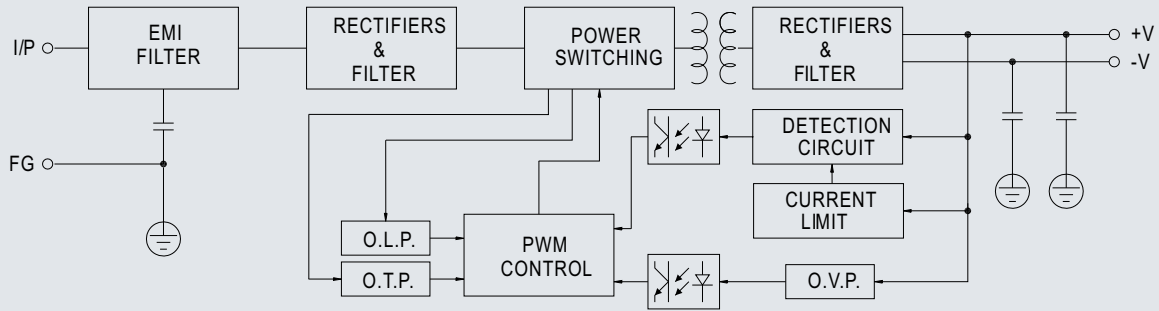 I/P
EMI
FILTER
RECTIFIERS
&
FILTER
POWER
SWITCHING
RECTIFIERS
&
FILTER
+V
-V
FG
DETECTION
CIRCUIT
CURRENT
LIMIT
O.L.P.
O.T.P.
PWM
CONTROL
O.V.P.